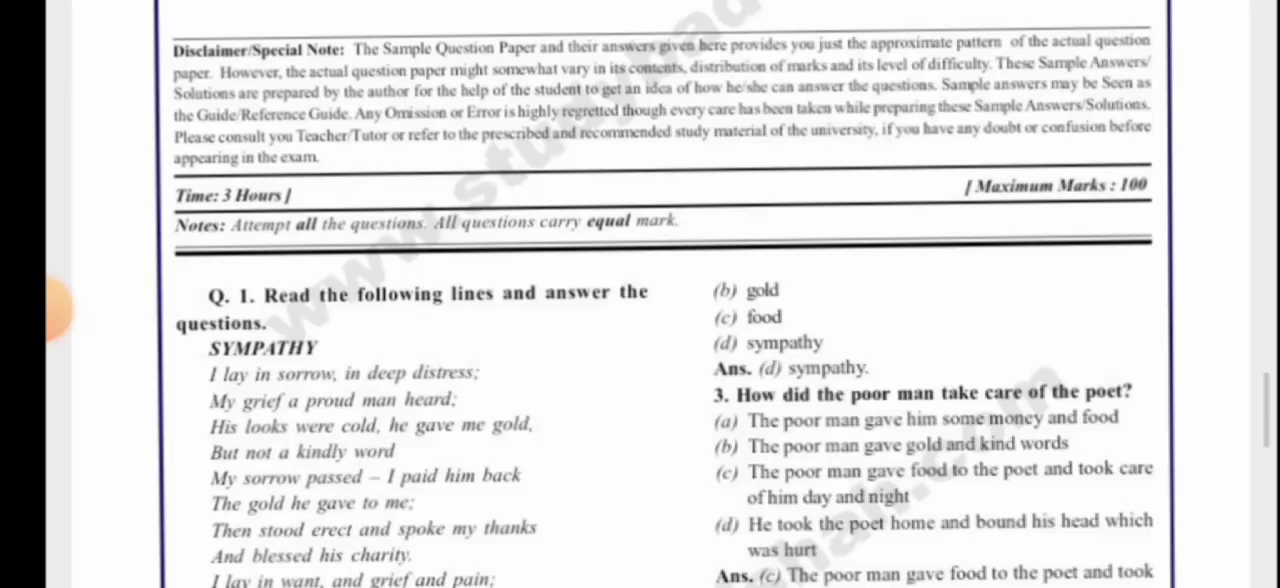 Disclaimer/Special Note: The Sample Question Paper and their answers given here provides you just the approximate pattern of the actual question
paper. However, the actual question paper might somewhat vary in its contents, distribution of marks and its level of difficulty. These Sample Answers/
Solutions are prepared by the author for the help of the student to get an idea of how he/she can answer the questions. Sample answers may be Seen as
the Guide/Reference Guide. Any Omission or Error is highly regretted though every care has been taken while preparing these Sample Answers/Solutions.
Please consult you Teacher/Tutor or refer to the prescribed and recommended study material of the university, if you have any doubt or confusion before
appearing in the exam.
Time: 3 Hours ]
[ Maximum Marks : 100
Notes: Attempt all the questions. All questions carry equal mark.
Q. 1. Read the following lines and answer the
questions.
SYMPATHY
I lay in sorrow, in deep distress;
My grief a proud man heard;
His looks were cold, he gave me gold,
But not a kindly word
My sorrow passed – I paid him back
The gold he gave to me;
Then stood erect and spoke my thanks
And blessed his charity.
I lay in want, and grief and pain;
(b) gold
(c) food
(d) sympathy
Ans. (d) sympathy.
3. How did the poor man take care of the poet?
(a) The poor man gave him some money and food
(b) The poor man gave gold and kind words
(c) The poor man gave food to the poet and took care
of him day and night
(d) He took the poet home and bound his head which
was hurt
Ans. (c) The poor man gave food to the poet and took